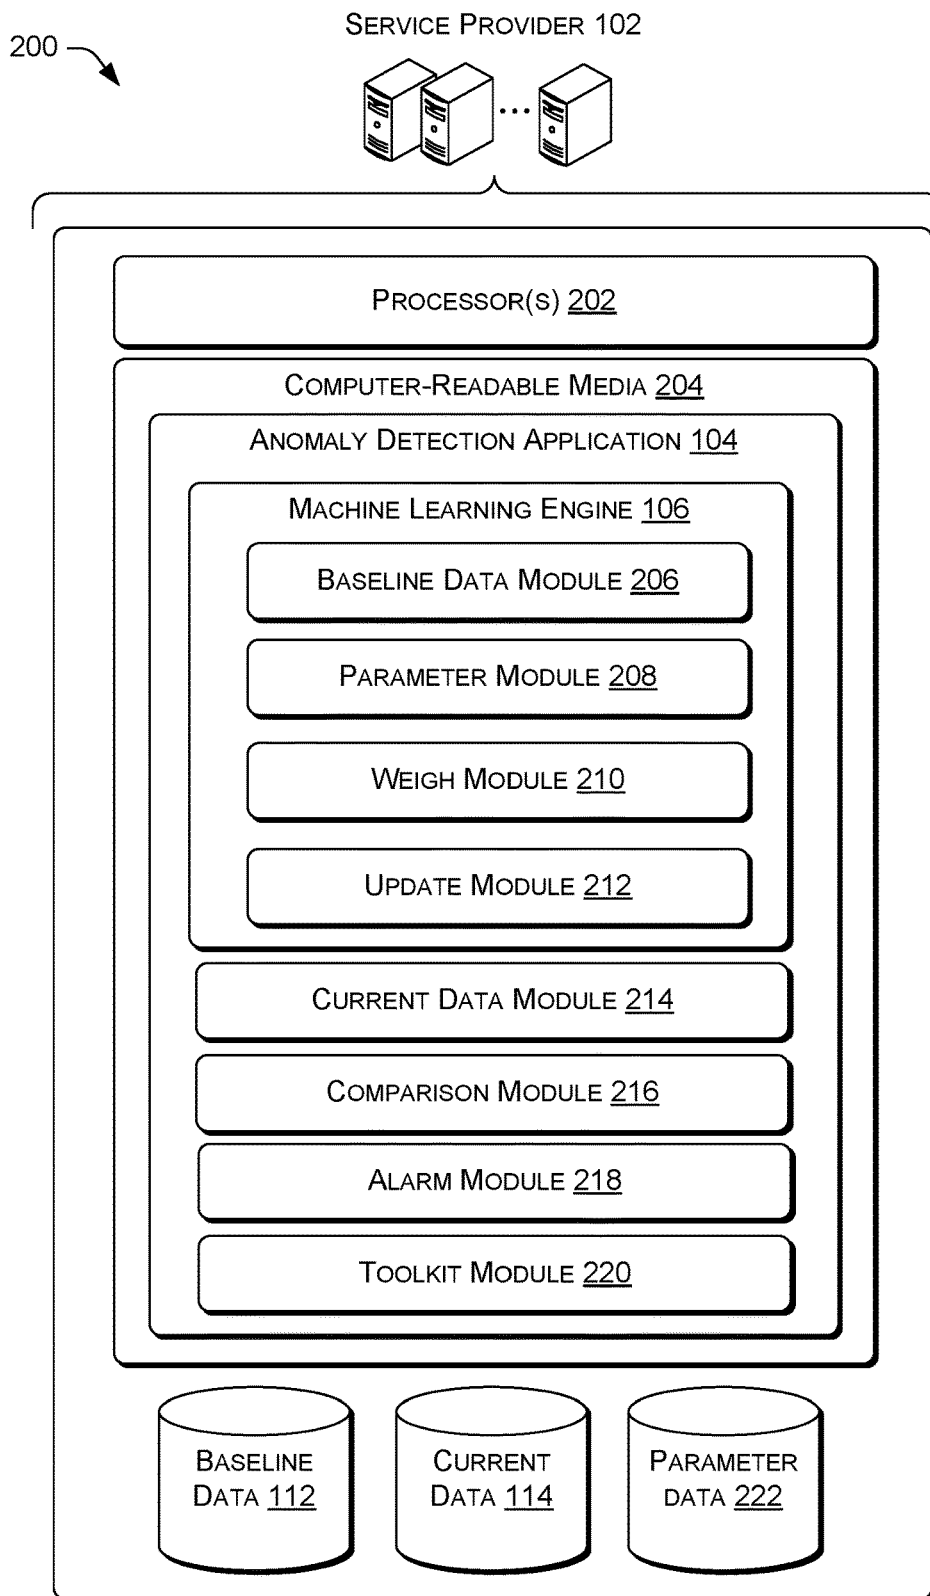 SERVICE PROVIDER 102
200
...
PROCESSOR(S) 202
COMPUTER-READABLE MEDIA 204
ANOMALY DETECTION APPLICATION 104
MACHINE LEARNING ENGINE 106
BASELINE DATA MODULE 206
PARAMETER MODULE 208
WEIGH MODULE 210
UPDATE MODULE 212
CURRENT DATA MODULE 214
COMPARISON MODULE 216
ALARM MODULE 218
TOOLKIT MODULE 220
BASELINE
DATA 112
CURRENT
DATA 114
PARAMETER
DATA 222